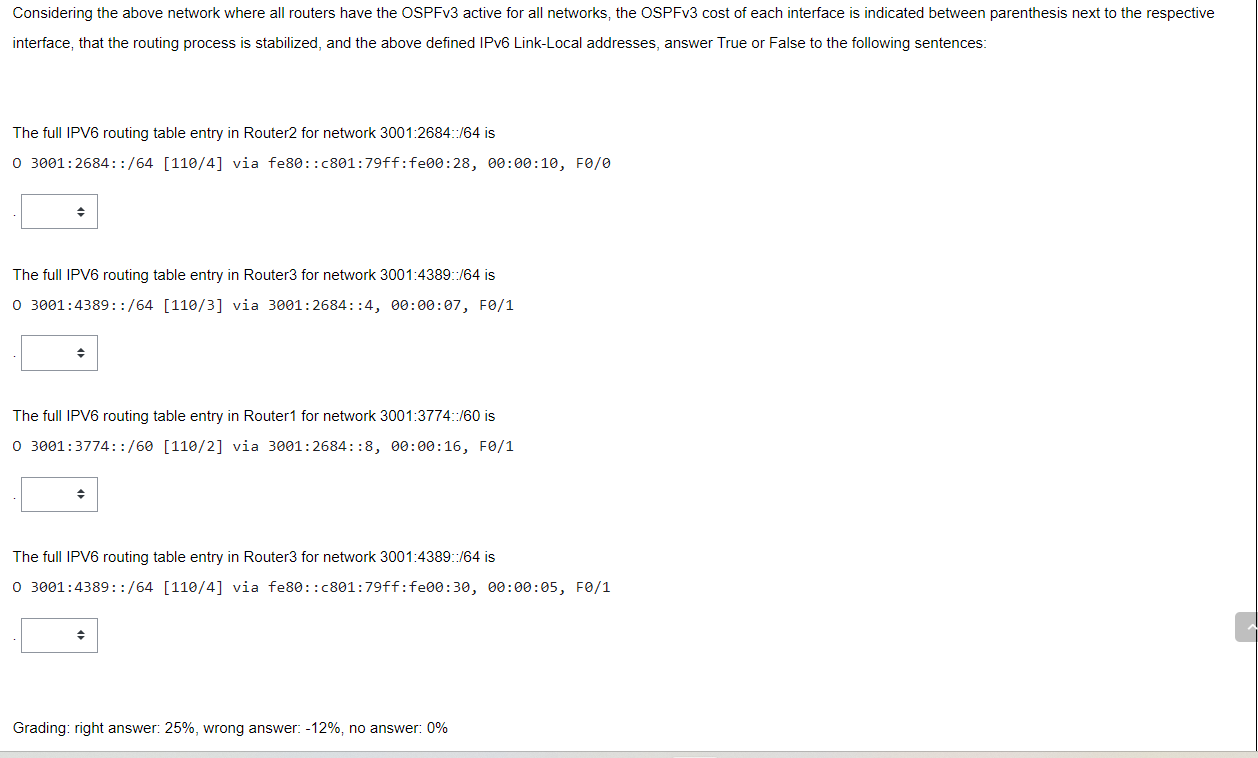 Considering the above network where all routers have the OSPFv3 active for all networks, the OSPFv3 cost of each interface is indicated between parenthesis next to the respective
interface, that the routing process is stabilized, and the above defined IPv6 Link-Local addresses, answer True or False to the following sentences:
The full IPV6 routing table entry in Router2 for network 3001:2684::/64 is
O 3001:2684::/64 [110/4] via fe80::c801:79ff:fe00:28, 00:00:10, F0/0
.
The full IPV6 routing table entry in Router3 for network 3001:4389::/64 is
O 3001:4389::/64 [110/3] via 3001:2684::4, 00:00:07, F0/1
.
The full IPV6 routing table entry in Router1 for network 3001:3774::/60 is
O 3001:3774::/60 [110/2] via 3001:2684::8, 00:00:16, F0/1
.
The full IPV6 routing table entry in Router3 for network 3001:4389::/64 is
O 3001:4389::/64 [110/4] via fe80::c801:79ff:fe00:30, 00:00:05, F0/1
.
Grading: right answer: 25%, wrong answer: -12%, no answer: 0%